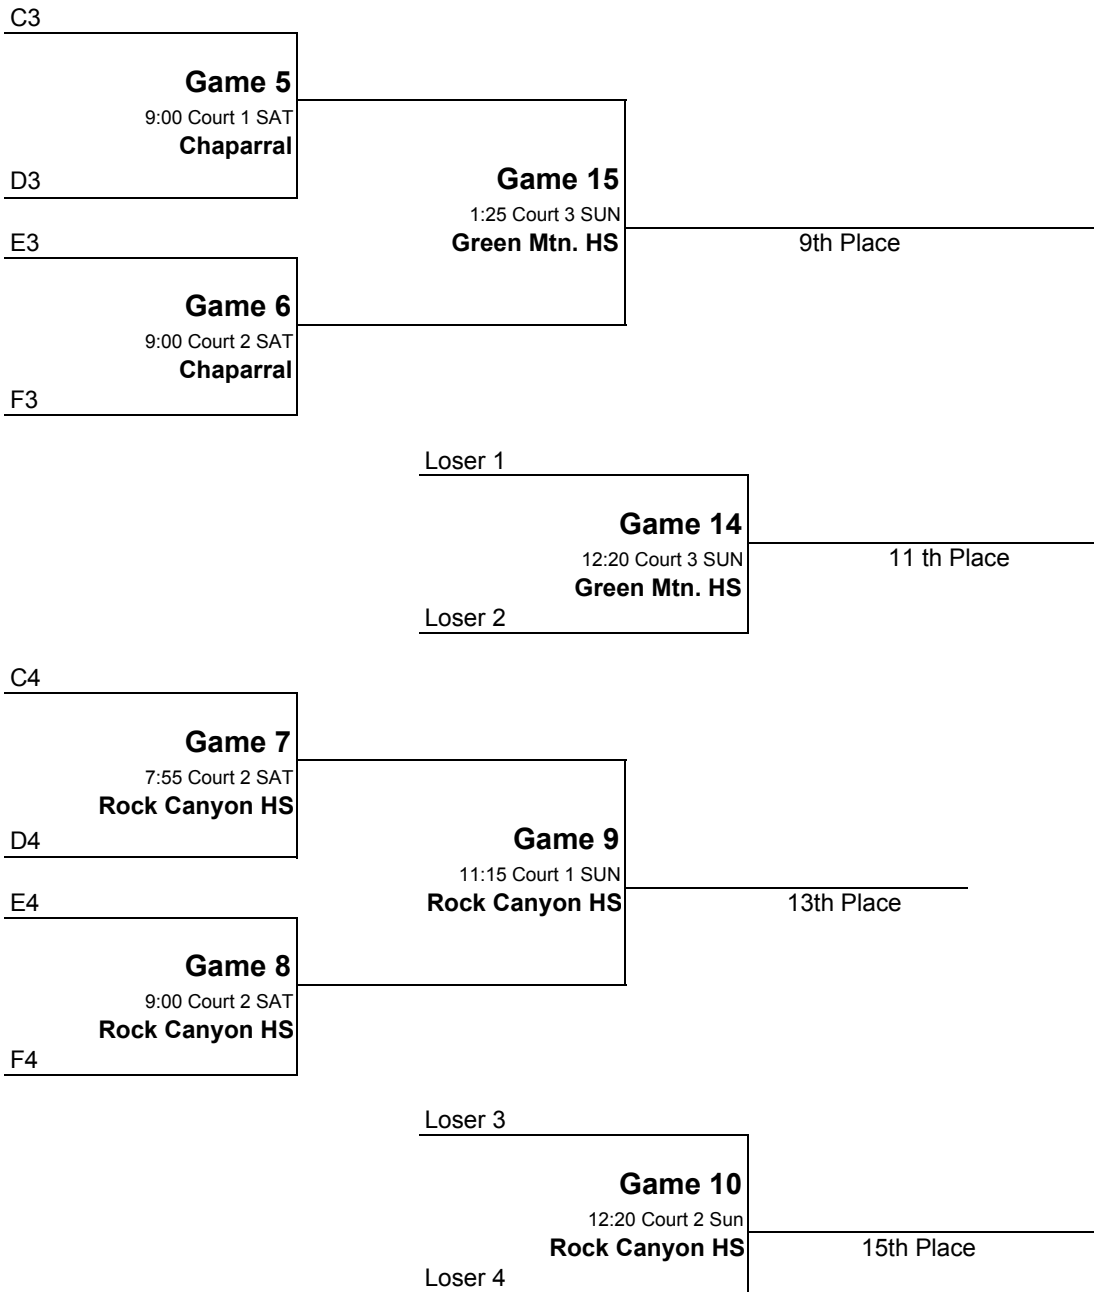 C3
Game 5
9:00 Court 1 SAT
Chaparral
D3
Game 15
1:25 Court 3 SUN
Green Mtn. HS
9th Place
E3
Game 6
9:00 Court 2 SAT
Chaparral
F3
Loser 1
Game 14
12:20 Court 3 SUN
Green Mtn. HS
11 th Place
Loser 2
C4
Game 7
7:55 Court 2 SAT
Rock Canyon HS
D4
Game 9
11:15 Court 1 SUN
Rock Canyon HS
13th Place
E4
Game 8
9:00 Court 2 SAT
Rock Canyon HS
F4
Loser 3
Game 10
12:20 Court 2 Sun
Rock Canyon HS
15th Place
Loser 4